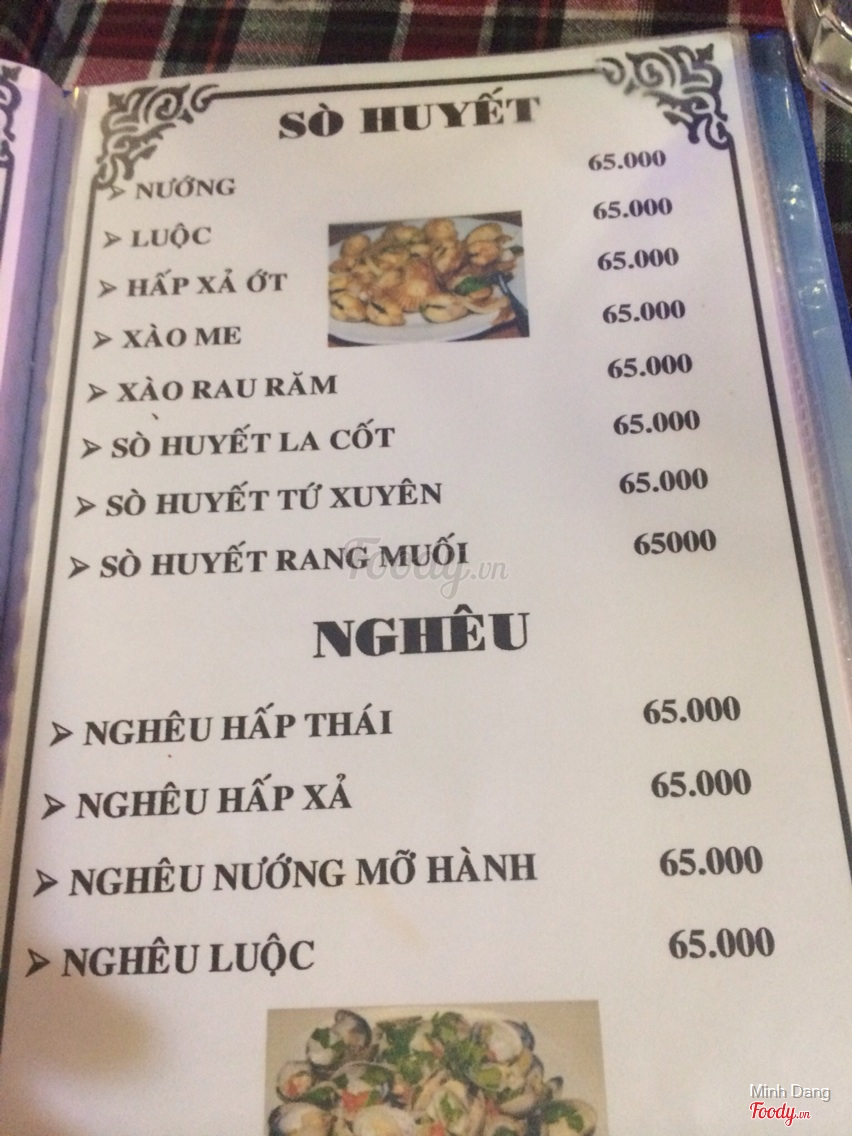 SÒ HUYẾT
➢ NƯỚNG 65.000
➢ LUỘC 65.000
➢ HẤP XẢ ỚT 65.000
➢ XÀO ME 65.000
➢ XÀO RAU RĂM 65.000
➢ SÒ HUYẾT LA CỐT 65.000
➢ SÒ HUYẾT TỨ XUYÊN 65.000
➢ SÒ HUYẾT RANG MUỐI 65000
Foody.vn
NGHÊU
➢ NGHÊU HẤP THÁI 65.000
➢ NGHÊU HẤP XẢ 65.000
➢ NGHÊU NƯỚNG MỠ HÀNH 65.000
➢ NGHÊU LUỘC 65.000
Minh Dang
Foody.vn